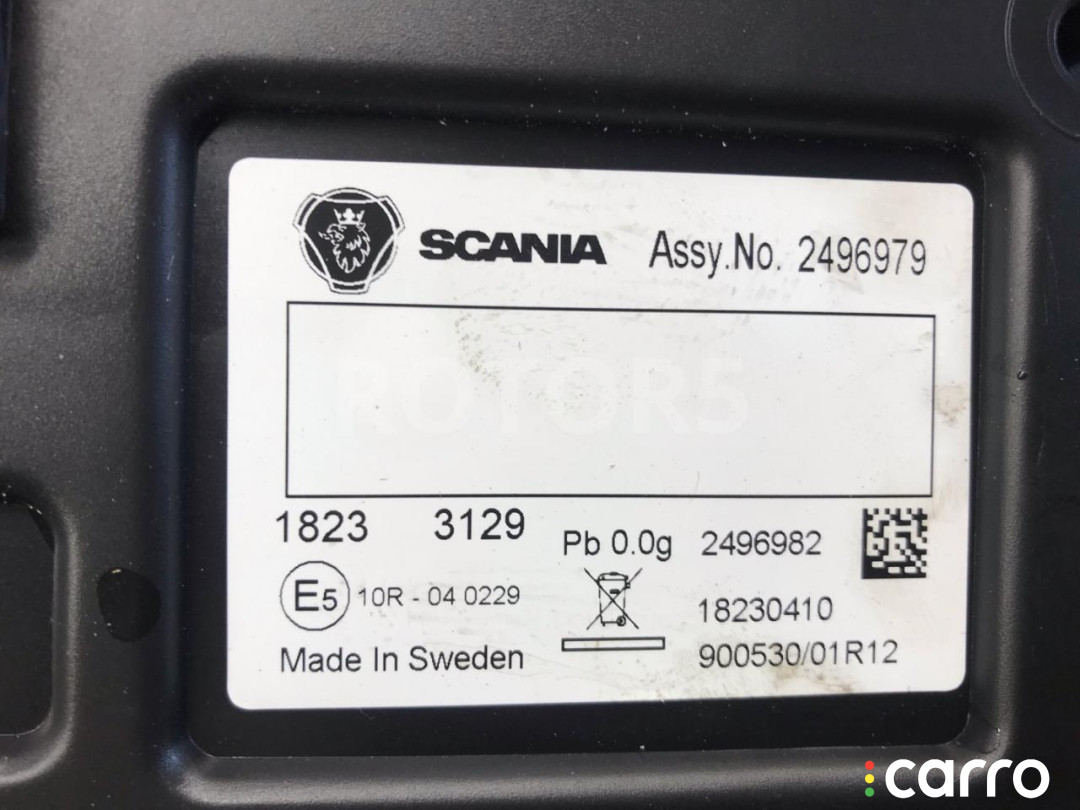 SCANIA Assy.No. 2496979
ROTORS
1823 3129 Pb 0.0g 2496982
E5 10R - 04 0229 18230410
Made In Sweden 900530/01R12
carro